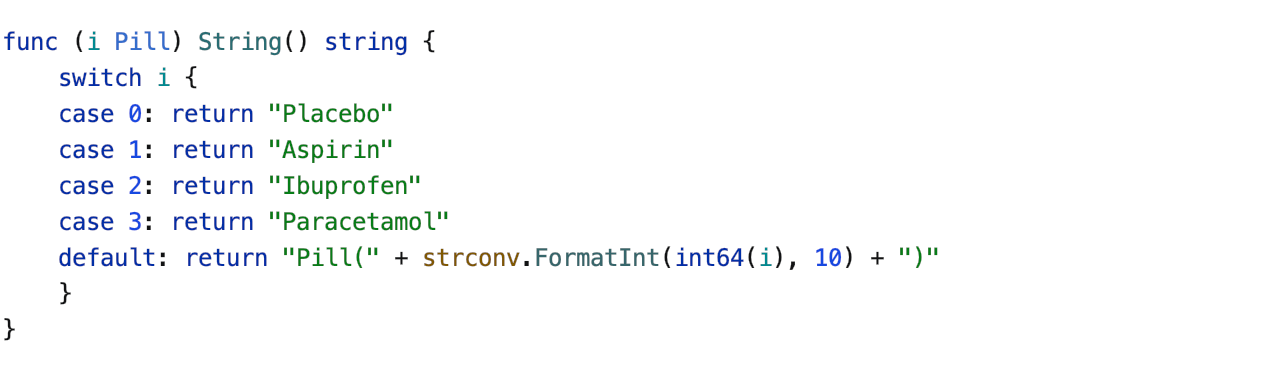 func (i Pill) String() string {
    switch i {
    case 0: return "Placebo"
    case 1: return "Aspirin"
    case 2: return "Ibuprofen"
    case 3: return "Paracetamol"
    default: return "Pill(" + strconv.FormatInt(int64(i), 10) + ")"
    }
}